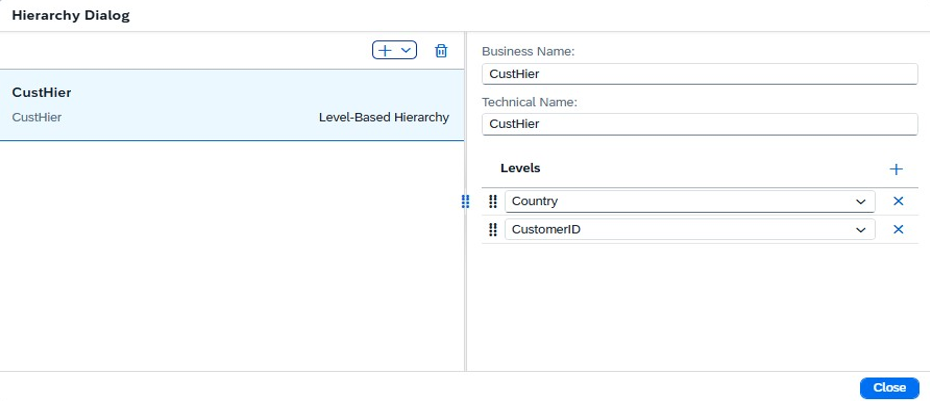 Hierarchy Dialog
CustHier
CustHier Level-Based Hierarchy
Business Name:
CustHier
Technical Name:
CustHier
Levels
Country
CustomerID
Close